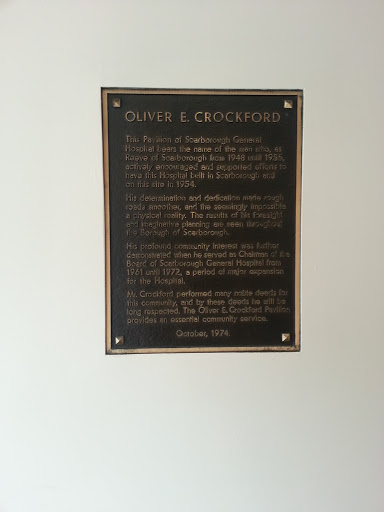 OLIVER E. CROCKFORD
This Pavilion of Scarborough General
Hospital bears the name of the man who, as
Reeve of Scarborough from 1948 until 1955,
actively encouraged and supported efforts to
have this Hospital built in Scarborough and
on this site in 1954.
His determination and dedication made rough
roads smoother, and the seemingly impossible
a physical reality. The results of his foresight
and imaginative planning are seen throughout
the Borough of Scarborough.
His profound community interest was further
demonstrated when he served as Chairman of the
Board of Scarborough General Hospital from
1961 until 1972, a period of major expansion
for the Hospital.
Mr. Crockford performed many noble deeds for
this community, and by these deeds he will be
long respected. The Oliver E. Crockford Pavilion
provides an essential community service.
October, 1974.